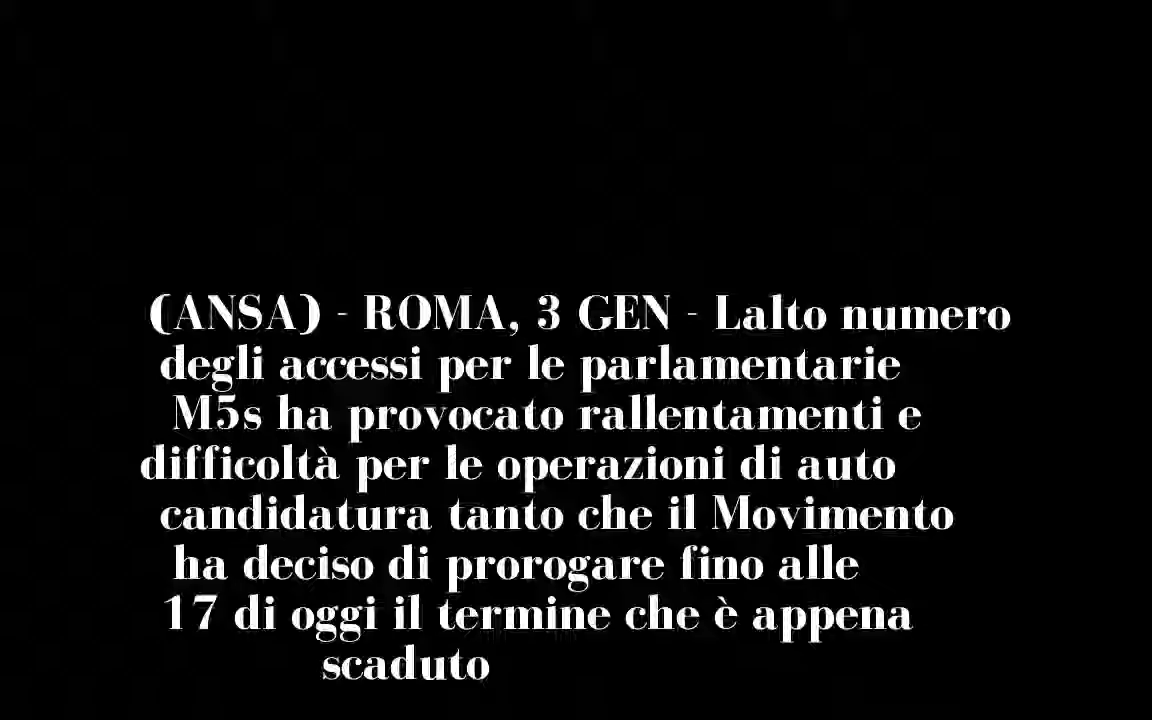 (ANSA) - ROMA, 3 GEN - Lalto numero
degli accessi per le parlamentarie
M5s ha provocato rallentamenti e
difficoltà per le operazioni di auto
candidatura tanto che il Movimento
ha deciso di prorogare fino alle
17 di oggi il termine che è appena
scaduto